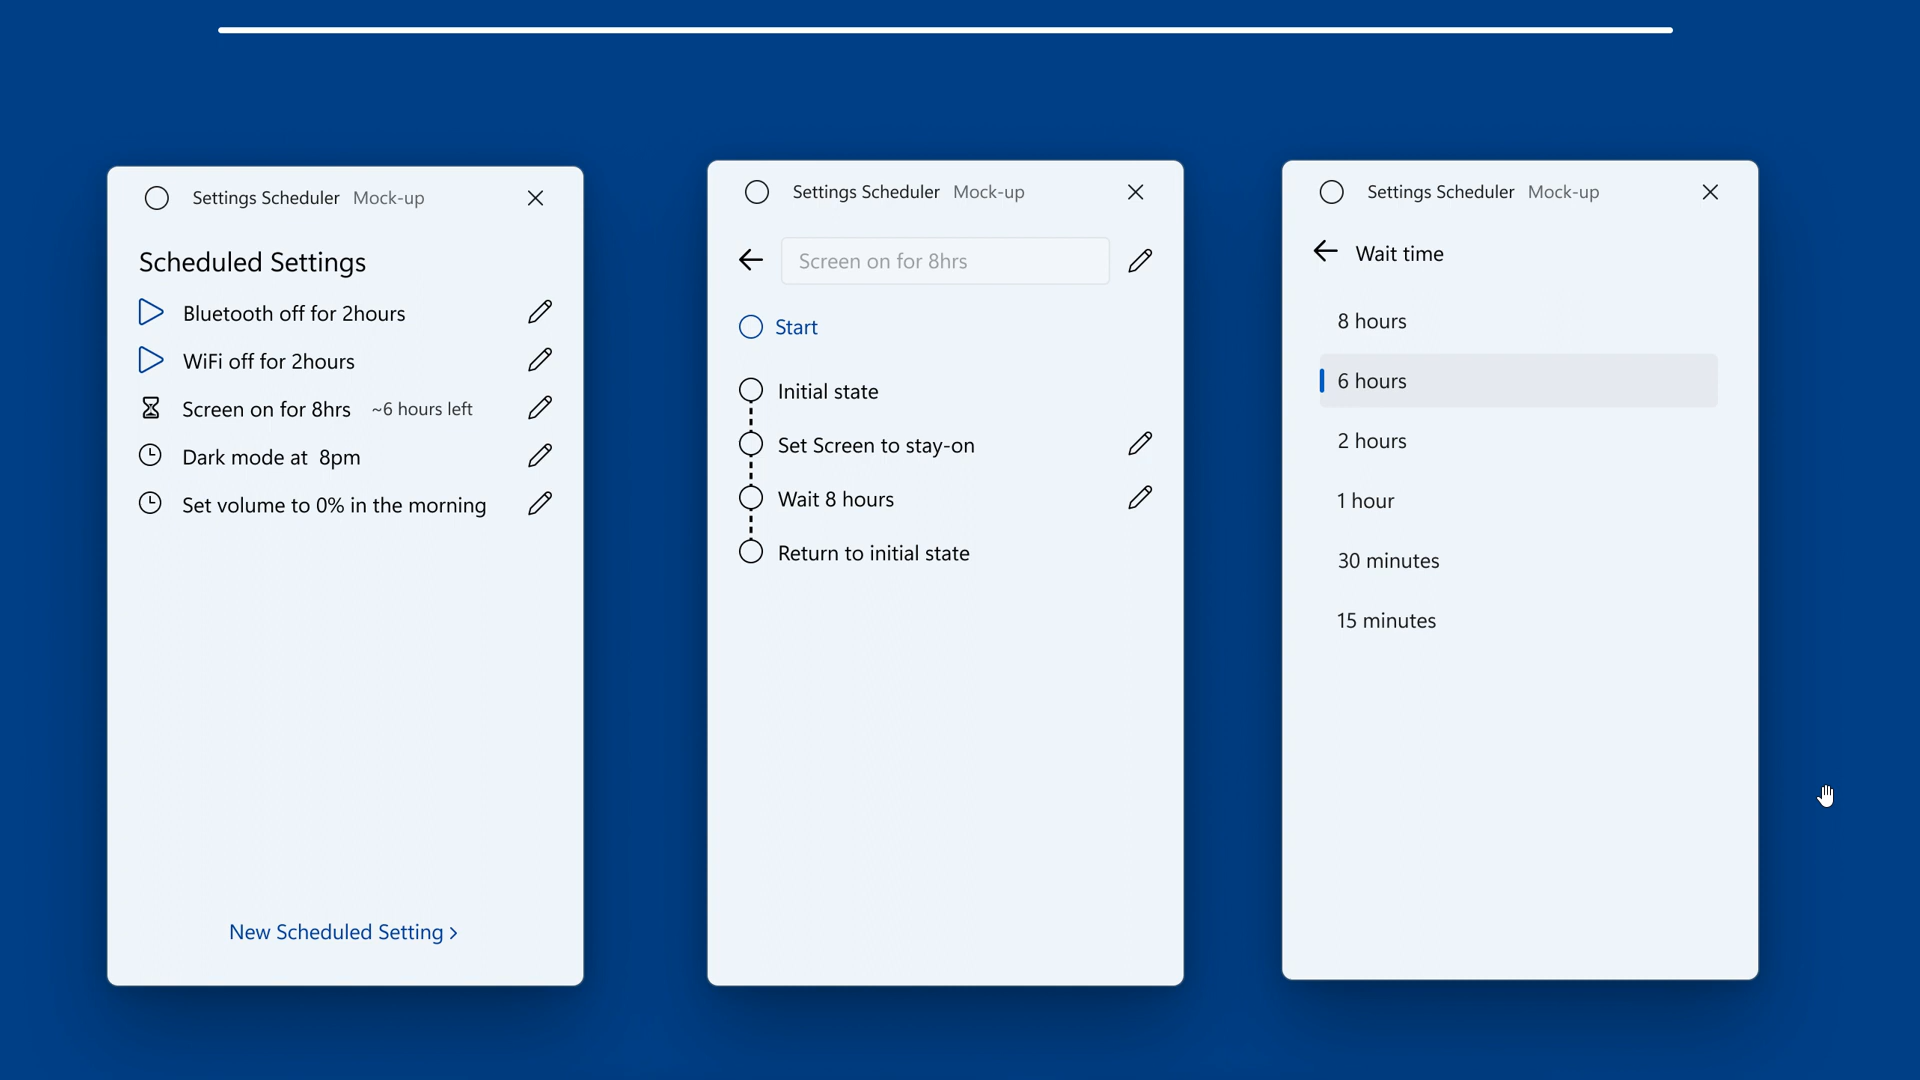 Settings Scheduler Mock-up
Scheduled Settings
Bluetooth off for 2hours
WiFi off for 2hours
Screen on for 8hrs ~6 hours left
Dark mode at 8pm
Set volume to 0% in the morning
New Scheduled Setting >
Settings Scheduler Mock-up
Screen on for 8hrs
Start
Initial state
Set Screen to stay-on
Wait 8 hours
Return to initial state
Settings Scheduler Mock-up
Wait time
8 hours
6 hours
2 hours
1 hour
30 minutes
15 minutes